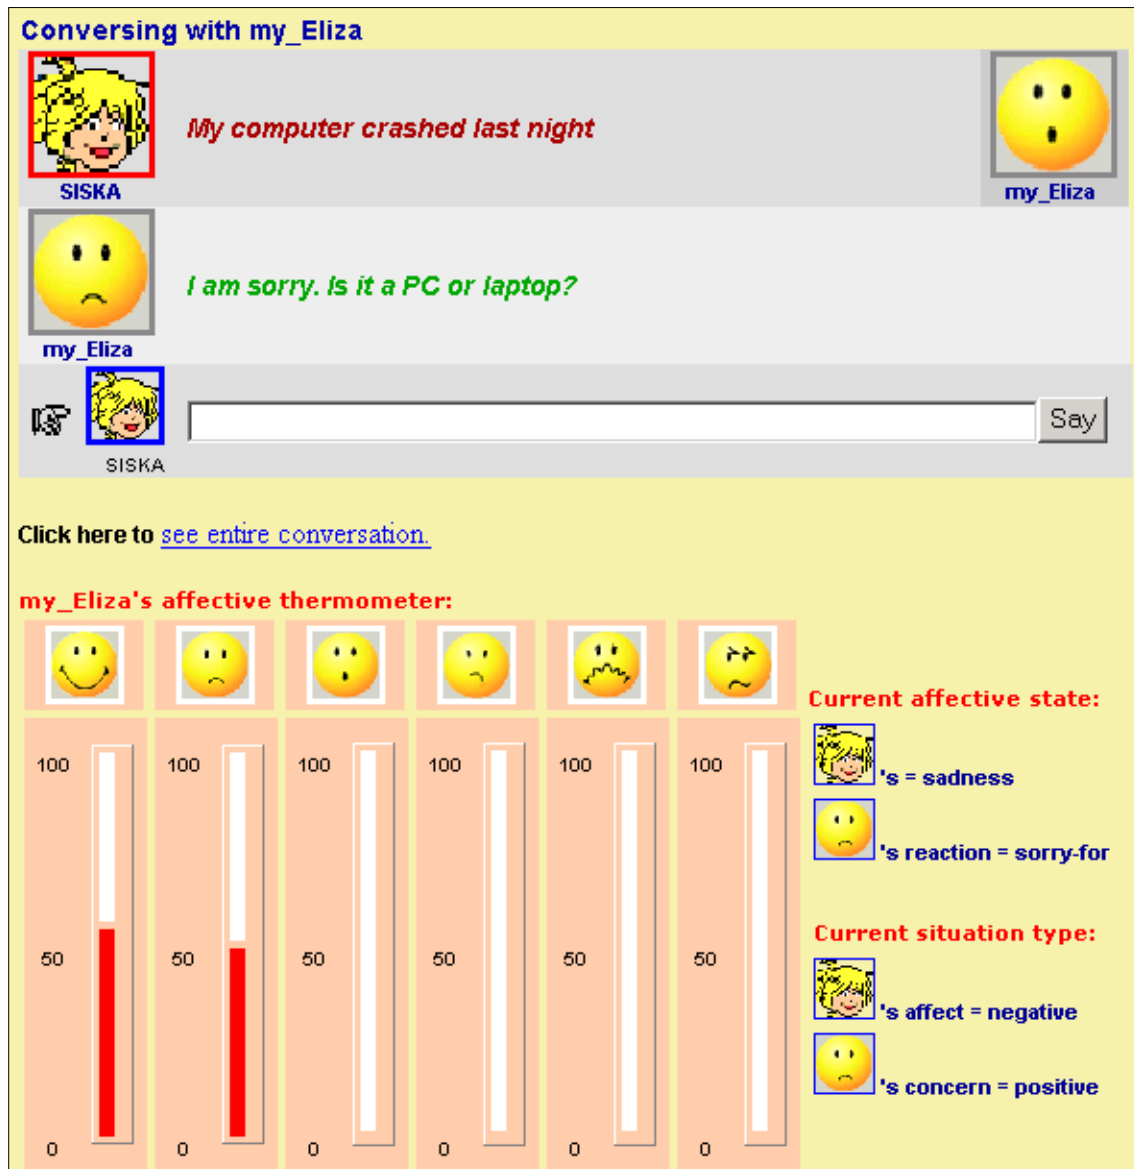 Conversing with my_Eliza
My computer crashed last night
SISKA
my_Eliza
I am sorry. Is it a PC or laptop?
my_Eliza
Say
SISKA
Click here to see entire conversation.
my_Eliza's affective thermometer:
Current affective state:
's = sadness
's reaction = sorry-for
Current situation type:
's affect = negative
's concern = positive
100 100 100 100 100 100
50 50 50 50 50 50
0 0 0 0 0 0